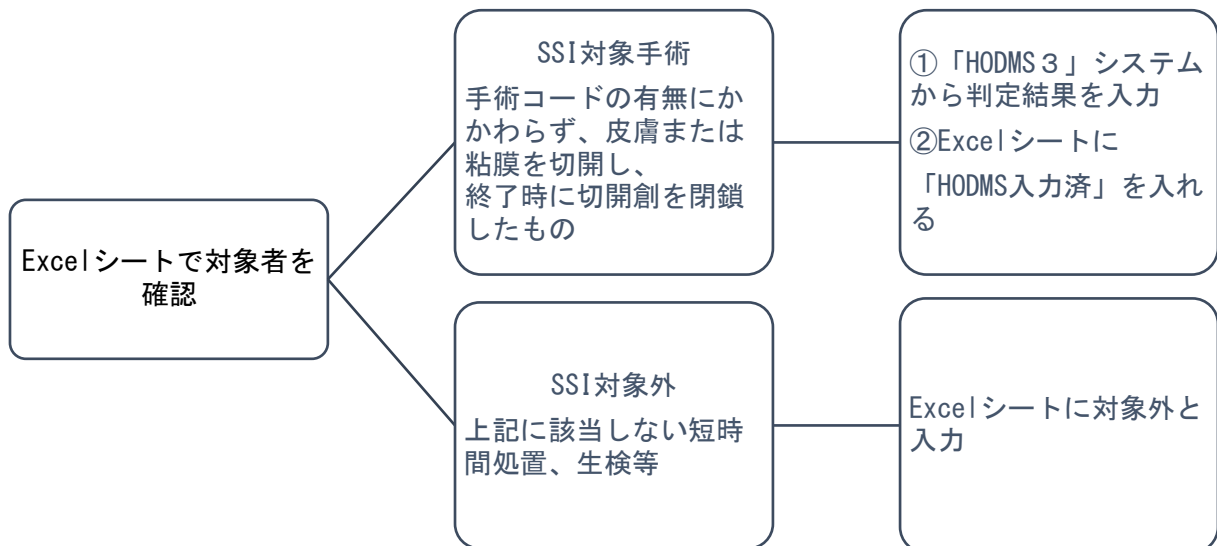 Excelシートで対象者を
確認
SSI対象手術
手術コードの有無にか
かわらず、皮膚または
粘膜を切開し、
終了時に切開創を閉鎖
したもの
①「HODMS３」システム
から判定結果を入力
②Excelシートに
「HODMS入力済」を入れ
る
SSI対象外
上記に該当しない短時
間処置、生検等
Excelシートに対象外と
入力